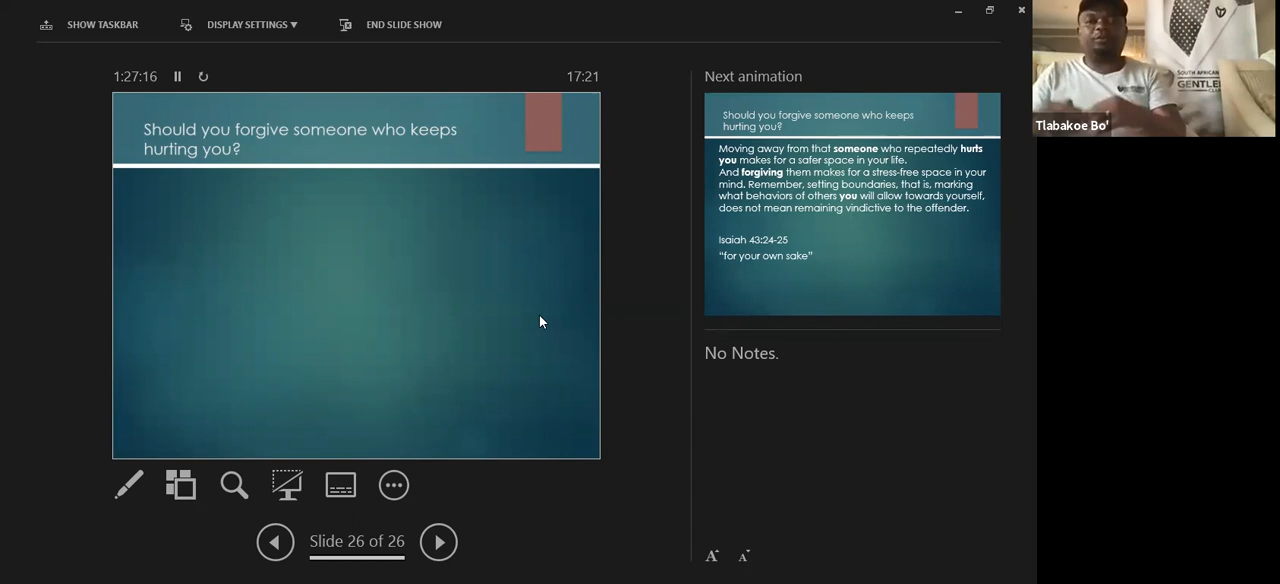 SHOW TASKBAR
DISPLAY SETTINGS ▼
END SLIDE SHOW
1:27:16
17:21
Should you forgive someone who keeps
hurting you?
Slide 26 of 26
Next animation
Should you forgive someone who keeps
hurting you?
Moving away from that someone who repeatedly hurts
you makes for a safer space in your life.
And forgiving them makes for a stress-free space in your
mind. Remember, setting boundaries, that is, marking
what behaviors of others you will allow towards yourself,
does not mean remaining vindictive to the offender.
Isaiah 43:24-25
“for your own sake”
No Notes.
A A
SOUTH AFRICAN
Tlabakoe Bo'